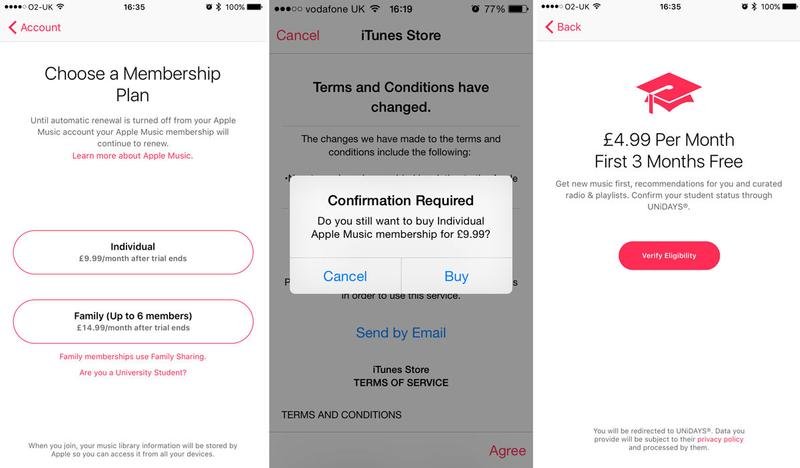 O2-UK 16:35 100%
Account
Choose a Membership
Plan
Until automatic renewal is turned off from your Apple
Music account your Apple Music membership will
continue to renew.
Learn more about Apple Music.
Individual
£9.99/month after trial ends
Family (Up to 6 members)
£14.99/month after trial ends
Family memberships use Family Sharing.
Are you a University Student?
When you join, your music library information will be stored by
Apple so you can access it from all your devices.
vodafone UK 16:19 77%
Cancel iTunes Store
Terms and Conditions have
changed.
The changes we have made to the terms and
conditions include the following:
Confirmation Required
Do you still want to buy Individual
Apple Music membership for £9.99?
Cancel Buy
in order to use this service.
Send by Email
iTunes Store
TERMS OF SERVICE
TERMS AND CONDITIONS
Agree
O2-UK 16:35 100%
Back
£4.99 Per Month
First 3 Months Free
Get new music first, recommendations for you and curated
radio & playlists. Confirm your student status through
UNiDAYS®.
Verify Eligibility
You will be redirected to UNiDAYS®. Data you
provide will be subject to their privacy policy
and processed by them.